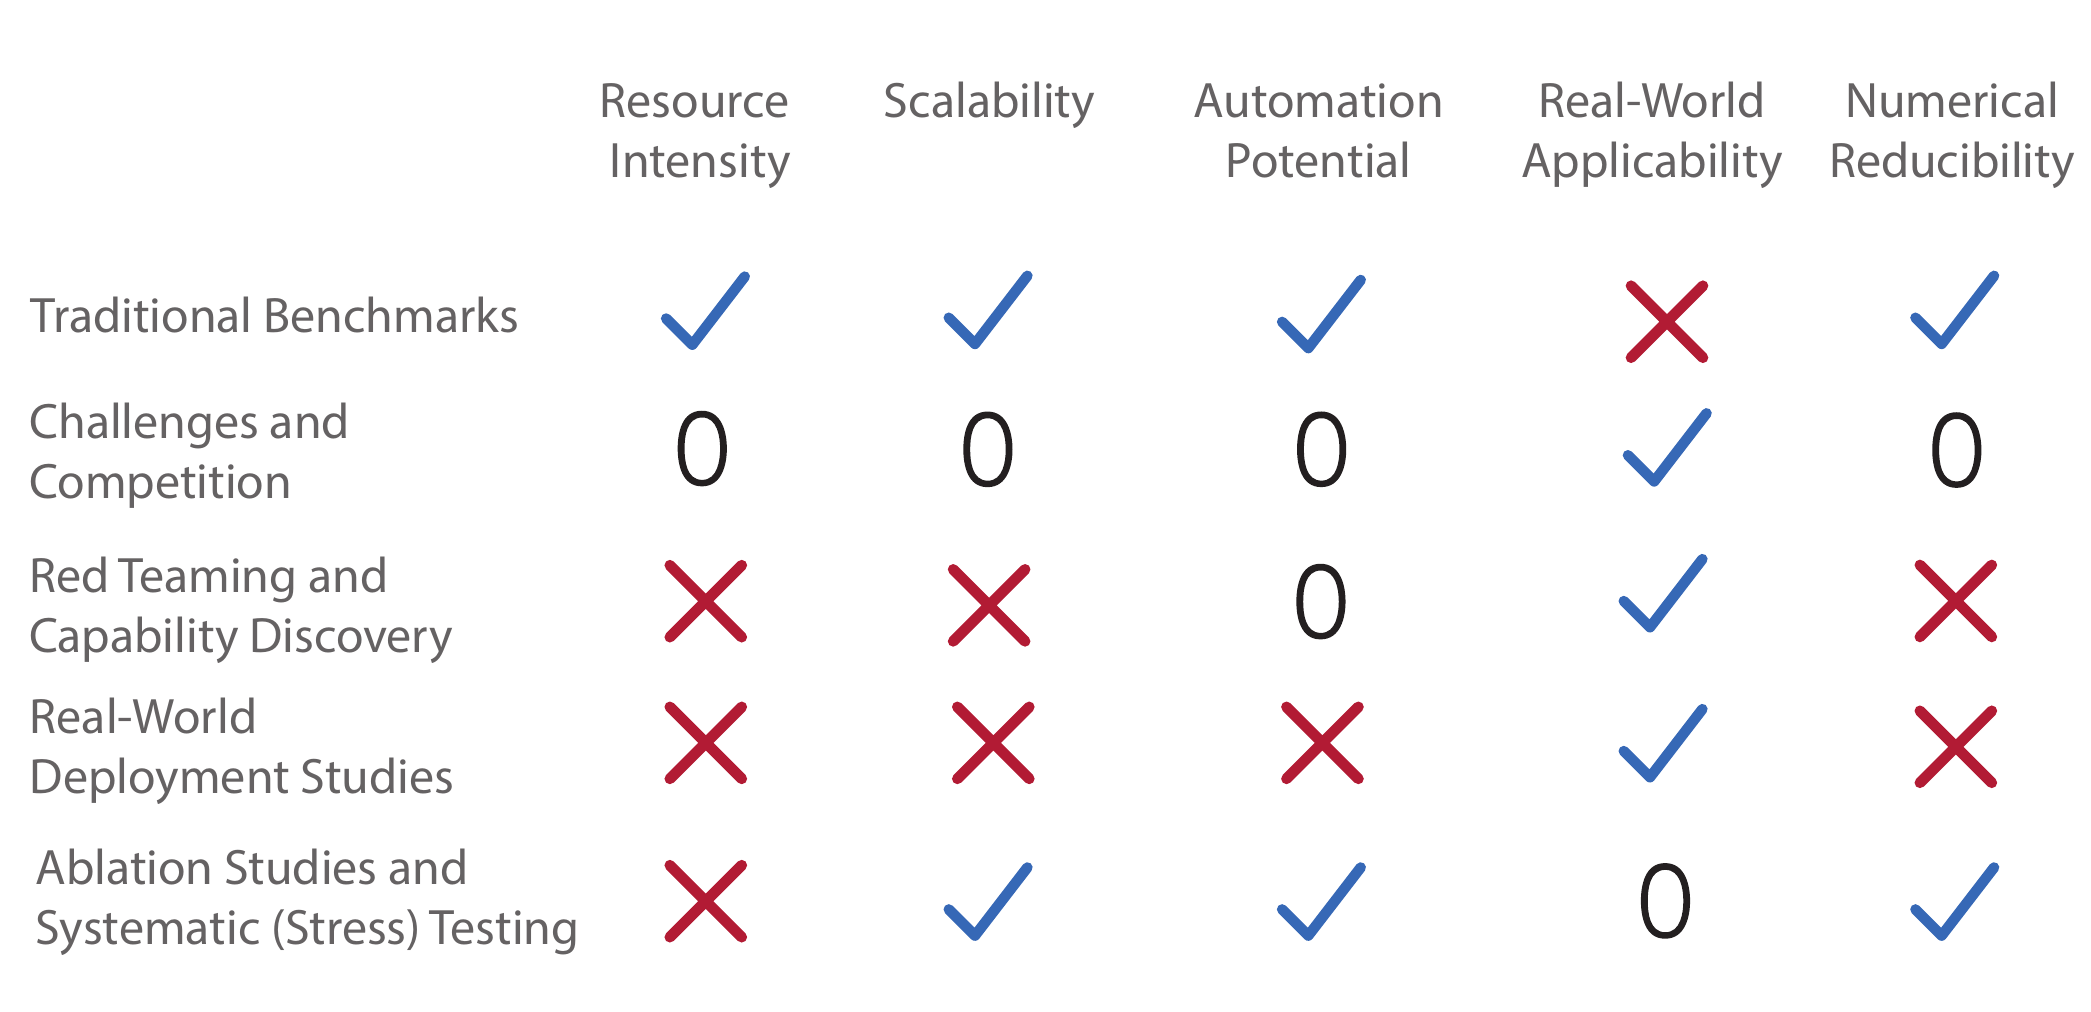 Resource Scalability Automation Real-World Numerical
Intensity Potential Applicability Reducibility
Traditional Benchmarks
Challenges and
Competition
0 0 0 0
Red Teaming and
Capability Discovery
0
Real-World
Deployment Studies
Ablation Studies and
Systematic (Stress) Testing
0